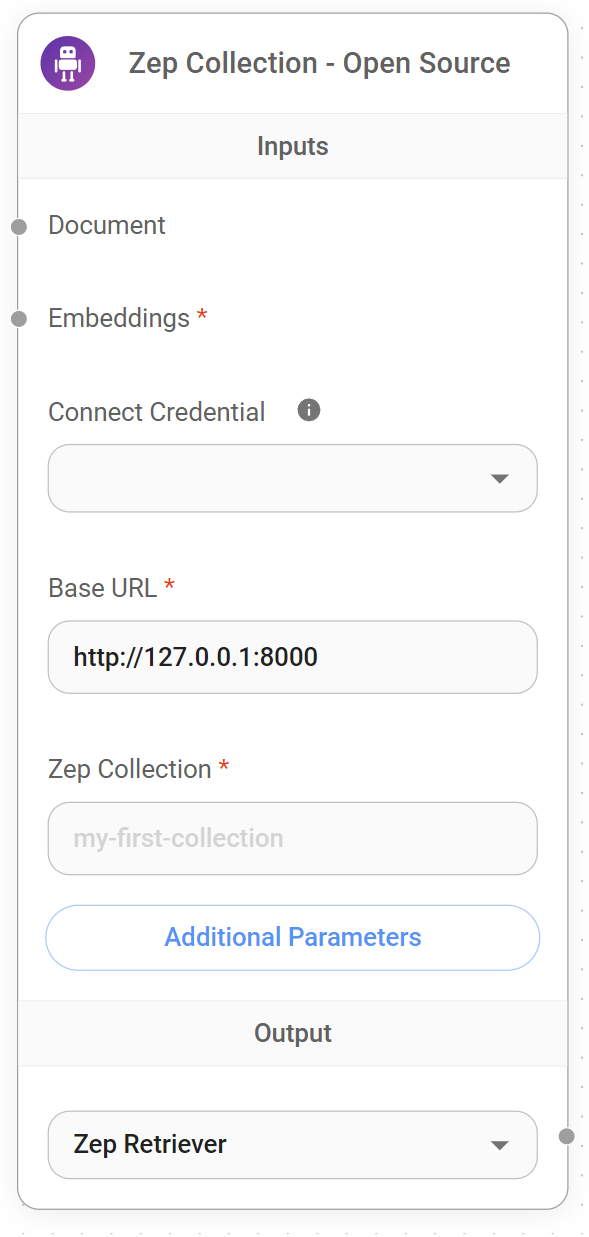 Zep Collection - Open Source
Inputs
Document
Embeddings *
Connect Credential
Base URL *
http://127.0.0.1:8000
Zep Collection *
my-first-collection
Additional Parameters
Output
Zep Retriever